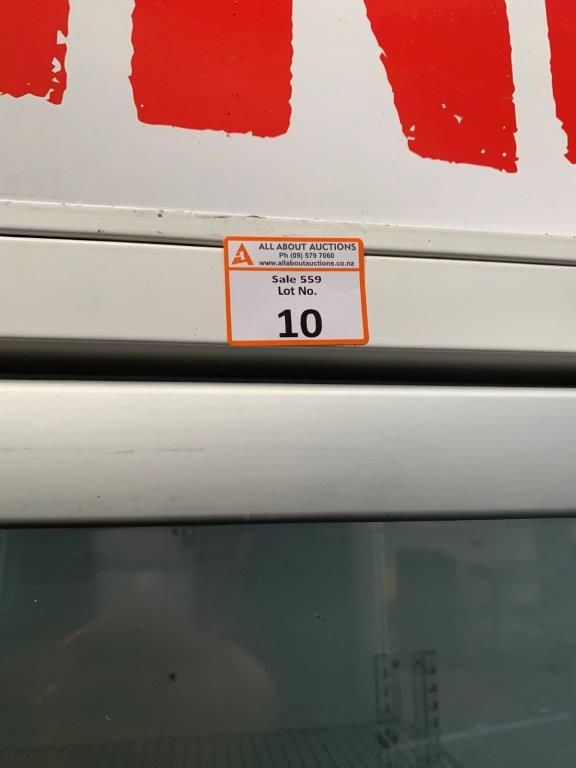 ALL ABOUT AUCTIONS
Ph (09) 579 7060
www.allaboutauctions.co.nz
Sale 559
Lot No.
10